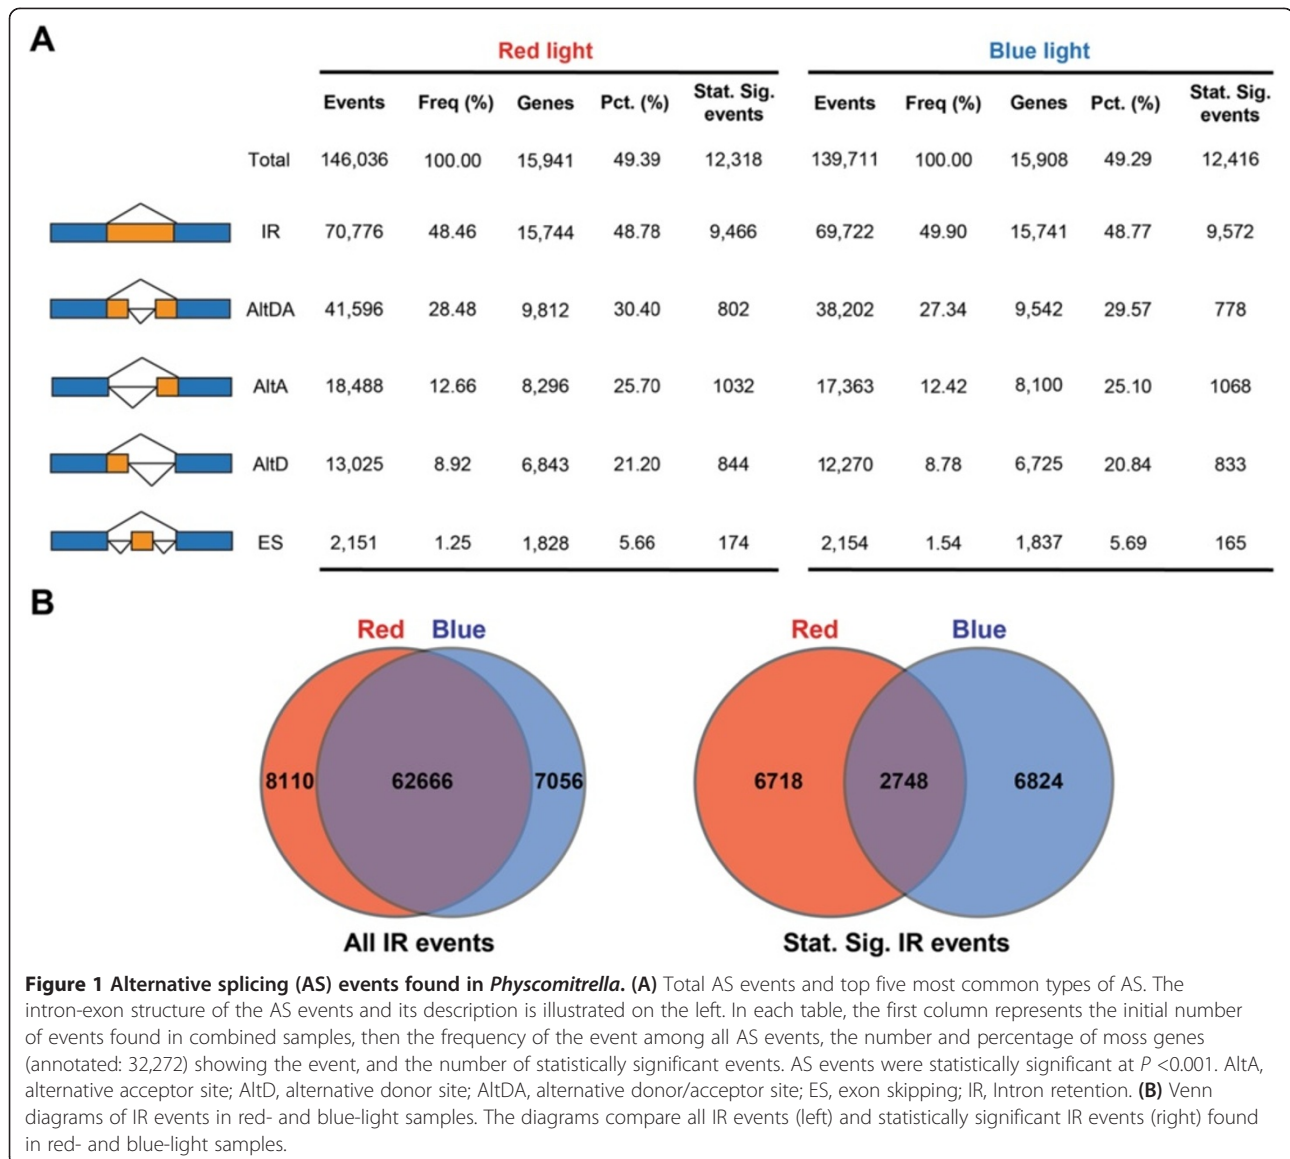 A
Red light Blue light
Events Freq (%) Genes Pct. (%) Stat. Sig. events Events Freq (%) Genes Pct. (%) Stat. Sig. events
Total 146,036 100.00 15,941 49.39 12,318 139,711 100.00 15,908 49.29 12,416
IR 70,776 48.46 15,744 48.78 9,466 69,722 49.90 15,741 48.77 9,572
AltDA 41,596 28.48 9,812 30.40 802 38,202 27.34 9,542 29.57 778
AltA 18,488 12.66 8,296 25.70 1032 17,363 12.42 8,100 25.10 1068
AltD 13,025 8.92 6,843 21.20 844 12,270 8.78 6,725 20.84 833
ES 2,151 1.25 1,828 5.66 174 2,154 1.54 1,837 5.69 165
B
Red Blue Red Blue
8110 62666 7056 6718 2748 6824
All IR events Stat. Sig. IR events
Figure 1 Alternative splicing (AS) events found in Physcomitrella. (A) Total AS events and top five most common types of AS. The
intron-exon structure of the AS events and its description is illustrated on the left. In each table, the first column represents the initial number
of events found in combined samples, then the frequency of the event among all AS events, the number and percentage of moss genes
(annotated: 32,272) showing the event, and the number of statistically significant events. AS events were statistically significant at P <0.001. AltA,
alternative acceptor site; AltD, alternative donor site; AltDA, alternative donor/acceptor site; ES, exon skipping; IR, Intron retention. (B) Venn
diagrams of IR events in red- and blue-light samples. The diagrams compare all IR events (left) and statistically significant IR events (right) found
in red- and blue-light samples.